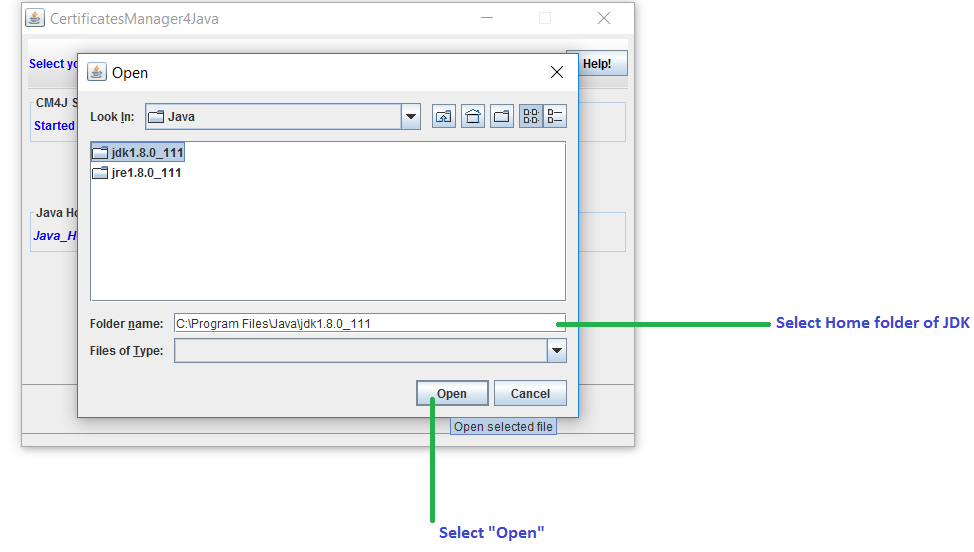 CertificatesManager4Java
Open
Select yo
Help!
Look In:
Java
CM4J S
Started
jdk1.8.0_111
jre1.8.0_111
Java Ho
Java_H
Folder name:
C:\Program Files\Java\jdk1.8.0_111
Select Home folder of JDK
Files of Type:
Open
Cancel
Open selected file
Select "Open"